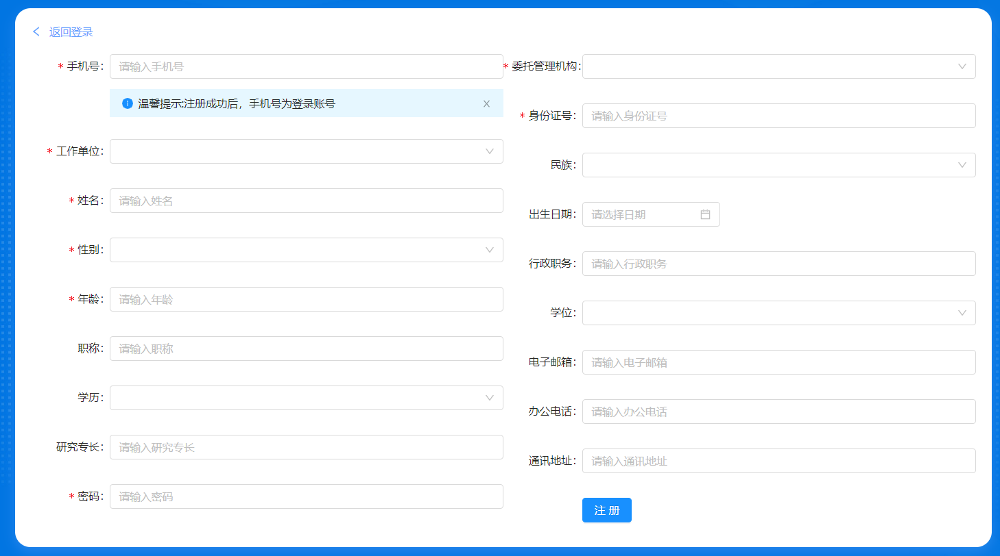 返回登录
* 手机号:
请输入手机号
温馨提示:注册成功后，手机号为登录账号
* 工作单位:
* 姓名:
请输入姓名
* 性别:
* 年龄:
请输入年龄
职称:
请输入职称
学历:
研究专长:
请输入研究专长
* 密码:
请输入密码
* 委托管理机构:
* 身份证号:
请输入身份证号
民族:
出生日期:
请选择日期
行政职务:
请输入行政职务
学位:
电子邮箱:
请输入电子邮箱
办公电话:
请输入办公电话
通讯地址:
请输入通讯地址
注 册